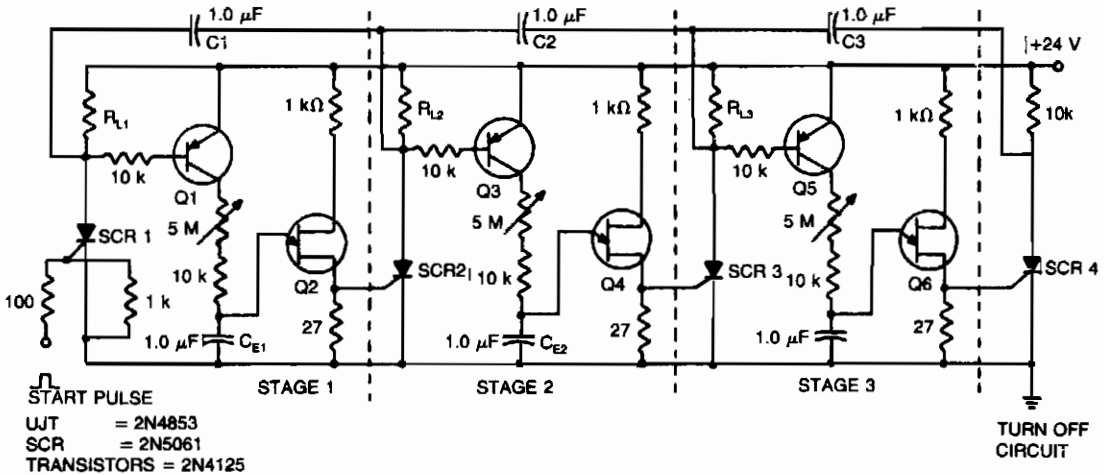 1.0 µF
C1
1.0 µF
C2
1.0 µF
C3
+24 V
RL1
1 kΩ
RL2
1 kΩ
RL3
1kΩ
10k
10 k
Q1
10 k
Q3
10 k
Q5
5 M
5 M
5 M
SCR 1
SCR2
SCR 3
SCR 4
10 k
Q2
10 k
Q4
10 k
Q6
100
1 k
27
27
27
1.0 µF
CE1
1.0 µF
CE2
1.0 µF
STAGE 1
STAGE 2
STAGE 3
START PULSE
UJT = 2N4853
SCR = 2N5061
TRANSISTORS = 2N4125
TURN OFF
CIRCUIT